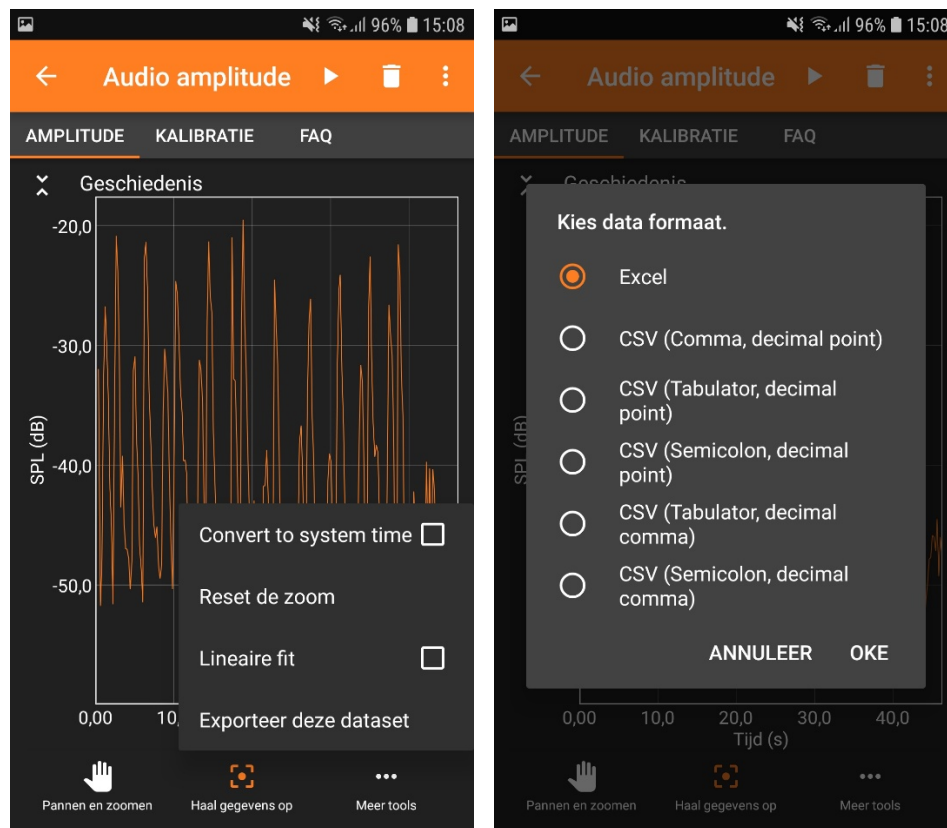 96% 15:08
Audio amplitude
AMPLITUDE KALIBRATIE FAQ
Geschiedenis
-20,0
-30,0
-40,0
-50,0
SPL (dB)
0,00 10,
Convert to system time
Reset de zoom
Lineaire fit
Exporteer deze dataset
Pannen en zoomen Haal gegevens op Meer tools
96% 15:08
Audio amplitude
AMPLITUDE KALIBRATIE FAQ
Geschiedenis
SPL (dB)
Kies data formaat.
Excel
CSV (Comma, decimal point)
CSV (Tabulator, decimal
point)
CSV (Semicolon, decimal
point)
CSV (Tabulator, decimal
comma)
CSV (Semicolon, decimal
comma)
ANNULEER OKE
0,00 10,0 20,0 30,0 40,0
Tijd (s)
Pannen en zoomen Haal gegevens op Meer tools